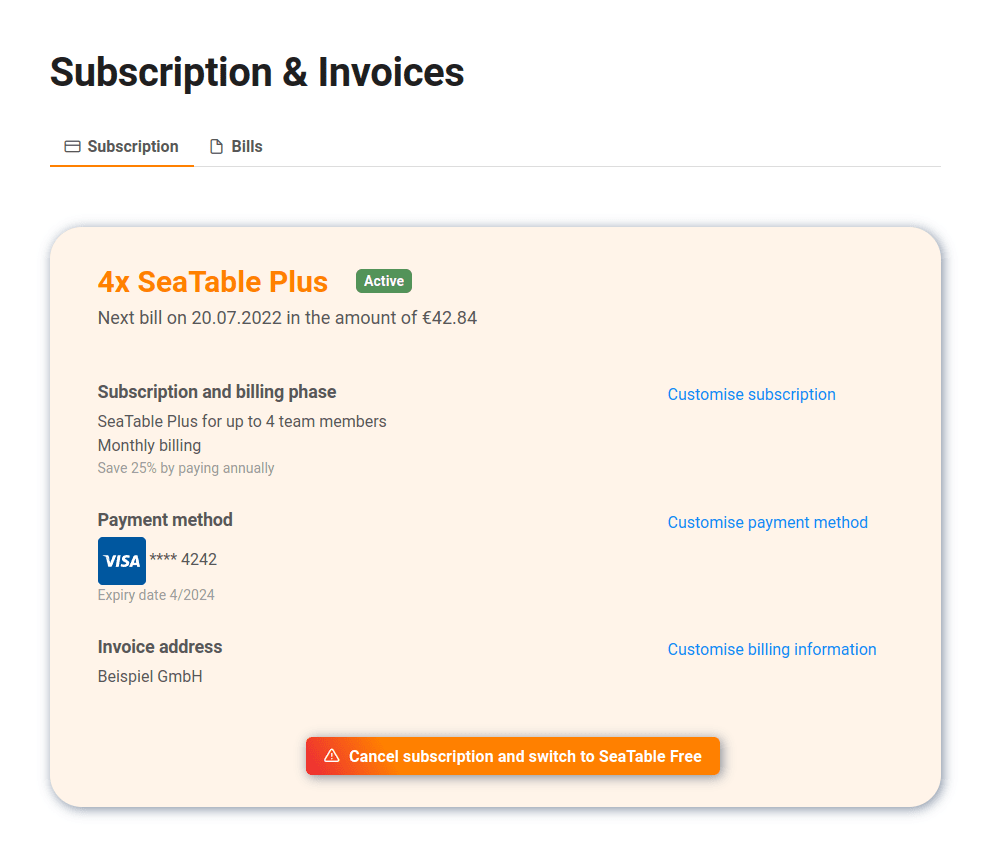 Subscription & Invoices
Subscription Bills
4x SeaTable Plus Active
Next bill on 20.07.2022 in the amount of €42.84
Subscription and billing phase Customise subscription
SeaTable Plus for up to 4 team members
Monthly billing
Save 25% by paying annually
Payment method Customise payment method
VISA **** 4242
Expiry date 4/2024
Invoice address Customise billing information
Beispiel GmbH
Cancel subscription and switch to SeaTable Free